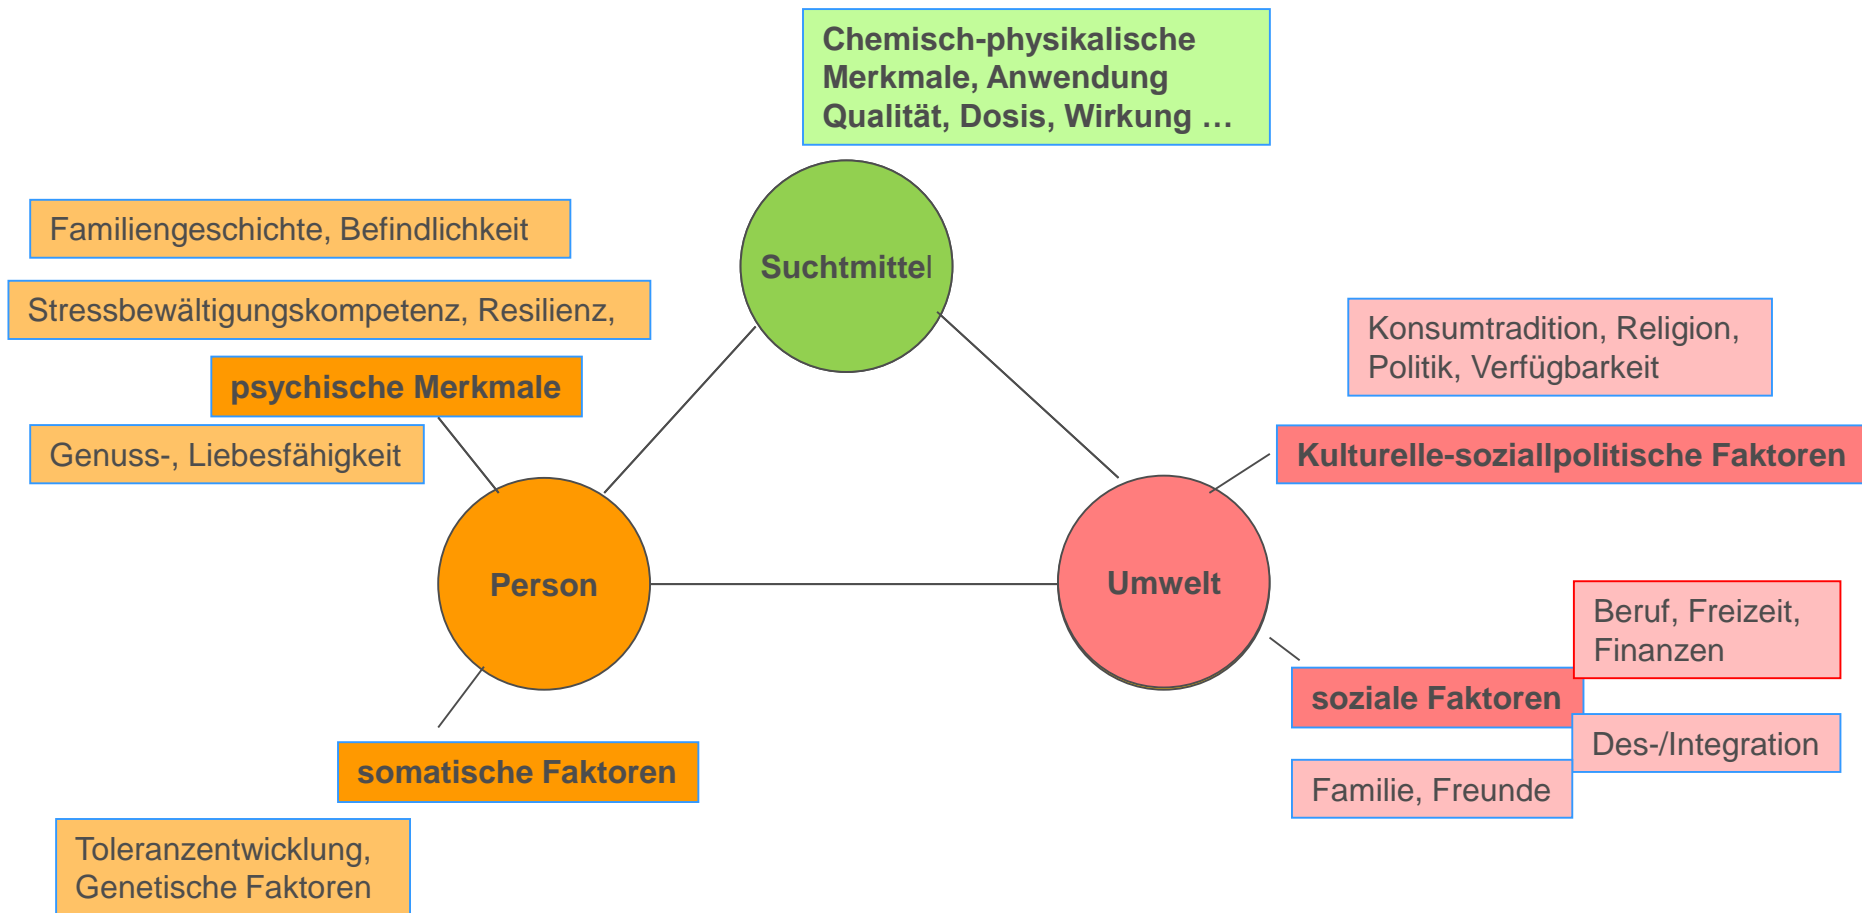 Chemisch-physikalische
Merkmale, Anwendung
Qualität, Dosis, Wirkung …
Suchtmittel
Familiengeschichte, Befindlichkeit
Stressbewältigungskompetenz, Resilienz,
psychische Merkmale
Genuss-, Liebesfähigkeit
Person
somatische Faktoren
Toleranzentwicklung,
Genetische Faktoren
Konsumtradition, Religion,
Politik, Verfügbarkeit
Kulturelle-soziallpolitische Faktoren
Umwelt
Beruf, Freizeit,
Finanzen
soziale Faktoren
Des-/Integration
Familie, Freunde